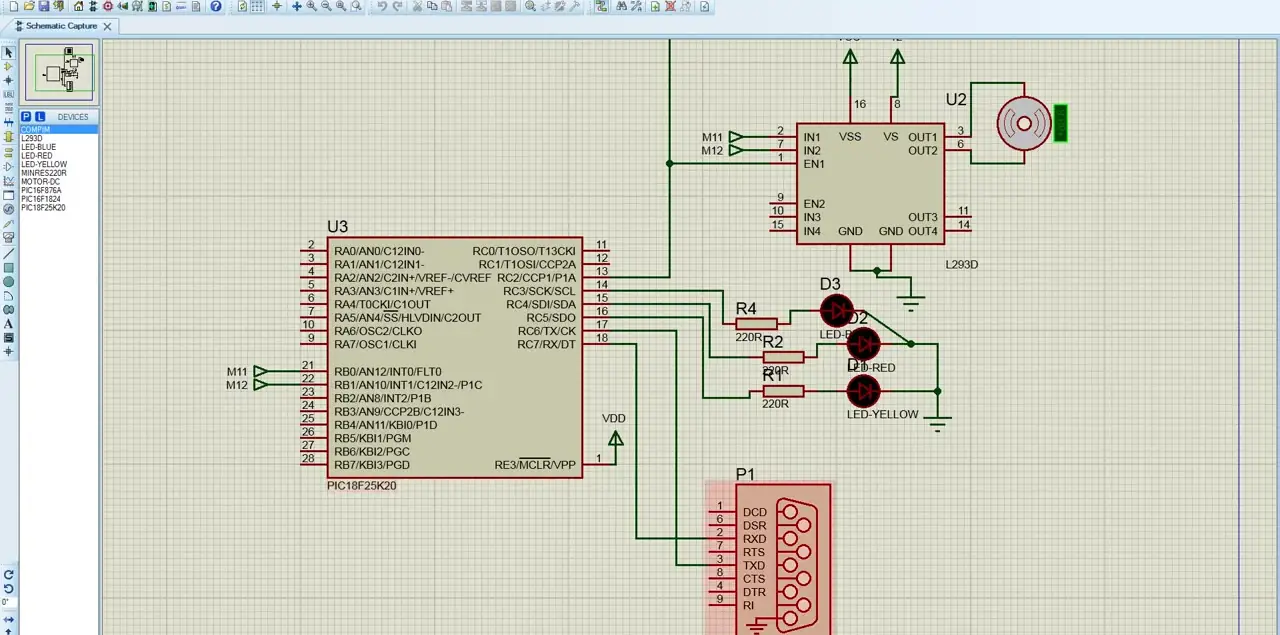 Schematic Capture
P L DEVICES
COMPIM
L293D
LED-BLUE
LED-RED
LED-YELLOW
MINRES220R
MOTOR-DC
PIC16F876A
PIC16F1824
PIC18F25K20
U2
16 8
VSS VS
M11 2 IN1 OUT1 3
M12 7 IN2 OUT2 6
1 EN1
9 EN2
10 IN3 OUT3 11
15 IN4 GND GND OUT4 14
L293D
U3
2 RA0/AN0/C12IN0- RC0/T1OSO/T13CKI 11
3 RA1/AN1/C12IN1- RC1/T1OSI/CCP2A 12
4 RA2/AN2/C2IN+/VREF-/CVREF RC2/CCP1/P1A 13
5 RA3/AN3/C1IN+/VREF+ RC3/SCK/SCL 14
6 RA4/T0CKI/C1OUT RC4/SDI/SDA 15
7 RA5/AN4/SS/HLVDIN/C2OUT RC5/SDO 16
10 RA6/OSC2/CLKO RC6/TX/CK 17
9 RA7/OSC1/CLKI RC7/RX/DT 18
M11 21 RB0/AN12/INT0/FLT0
M12 22 RB1/AN10/INT1/C12IN2-/P1C
23 RB2/AN8/INT2/P1B
24 RB3/AN9/CCP2B/C12IN3-
25 RB4/AN11/KBI0/P1D
26 RB5/KBI1/PGM
27 RB6/KBI2/PGC
28 RB7/KBI3/PGD RE3/MCLR/VPP 1
PIC18F25K20
VDD
D3
R4
220R
D2
R2
220R
LED-RED
D1
R1
220R
LED-YELLOW
P1
1 DCD
6 DSR
2 RXD
7 RTS
3 TXD
8 CTS
4 DTR
9 RI
0°